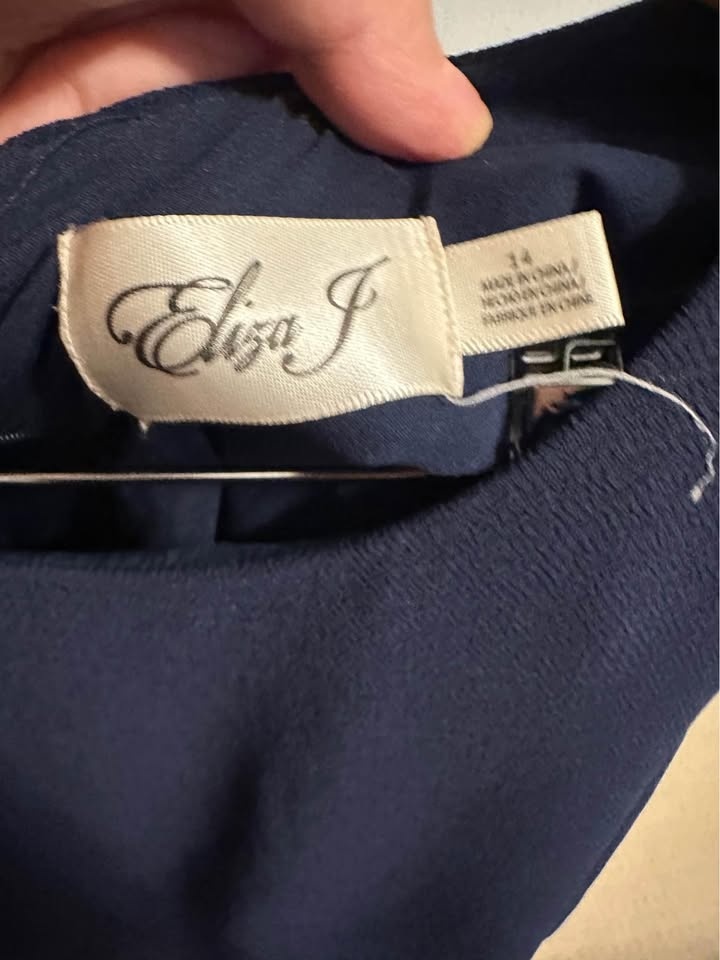 Eliza J
14
MADE IN CHINA /
HECHO EN CHINA /
FABRIQUE EN CHINE